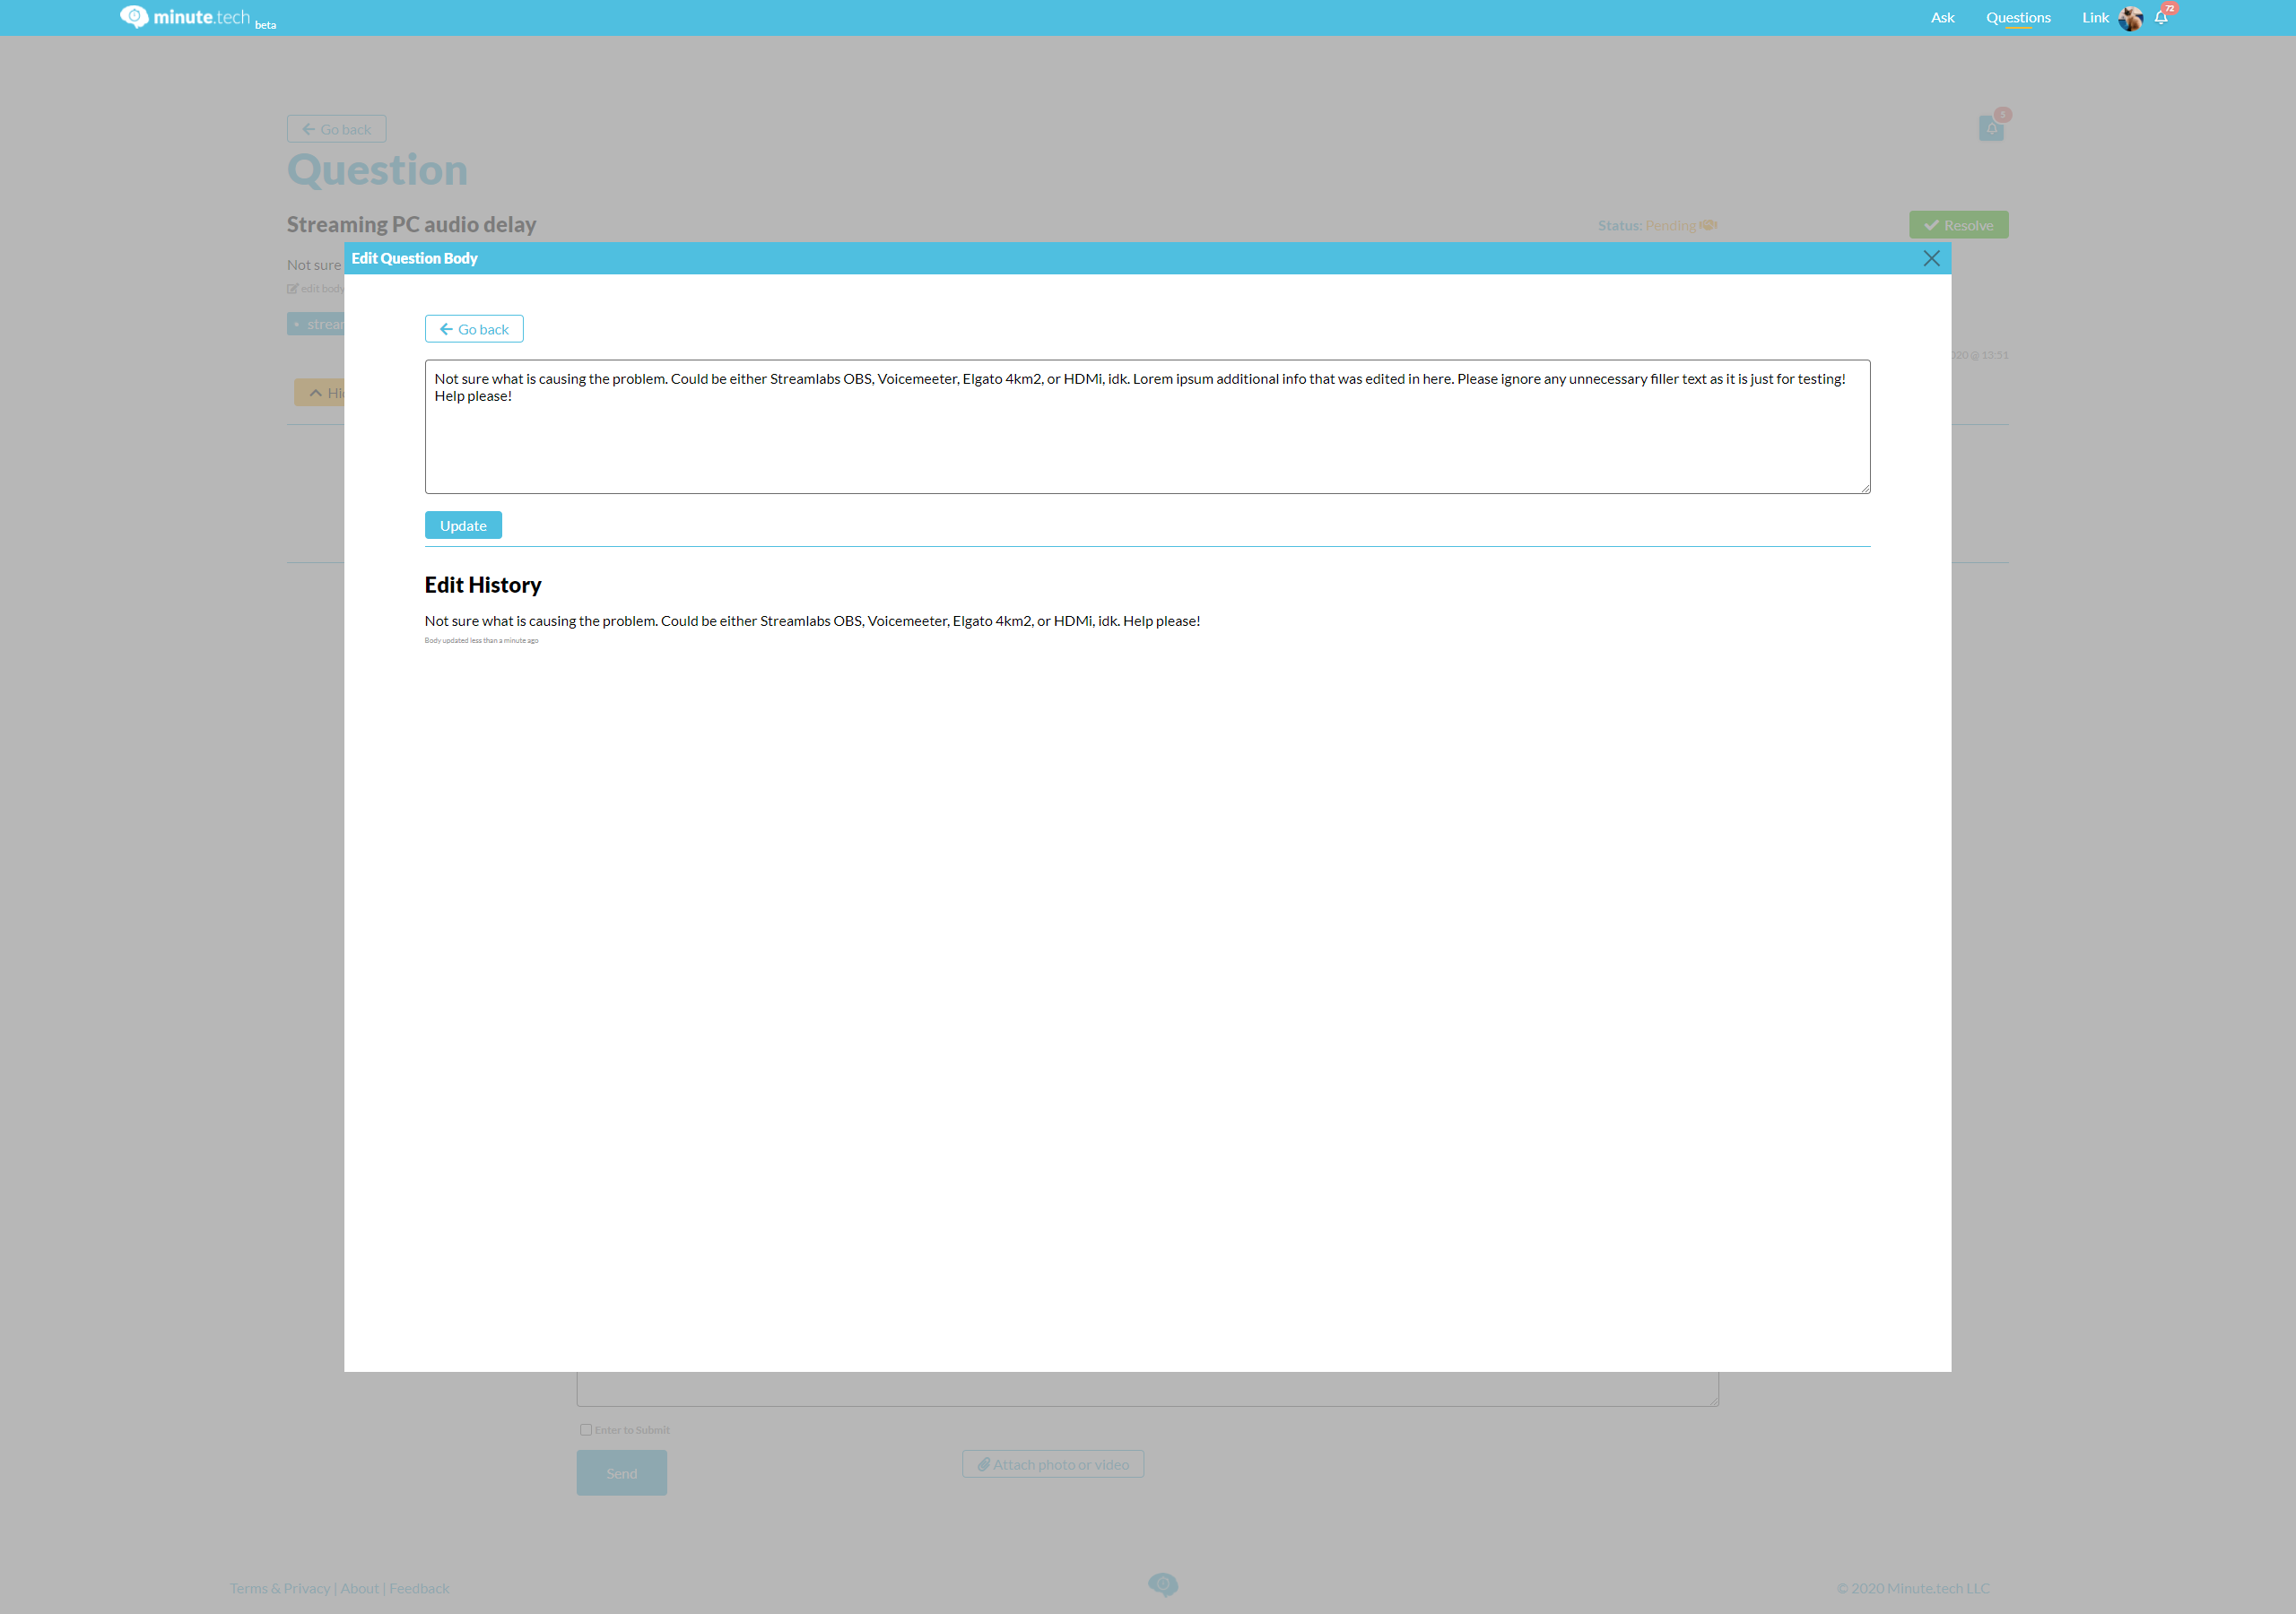 minute.tech beta
Ask Questions Link 72
Go back
5
Question
Streaming PC audio delay
Status: Pending
Resolve
Not sure
edit body
Edit Question Body
Go back
Not sure what is causing the problem. Could be either Streamlabs OBS, Voicemeeter, Elgato 4km2, or HDMi, idk. Lorem ipsum additional info that was edited in here. Please ignore any unnecessary filler text as it is just for testing!
Help please!
@ 13:51
Update
Edit History
Not sure what is causing the problem. Could be either Streamlabs OBS, Voicemeeter, Elgato 4km2, or HDMi, idk. Help please!
Body updated less than a minute ago
Enter to Submit
Send
Attach photo or video
Terms & Privacy | About | Feedback
© 2020 Minute.tech LLC